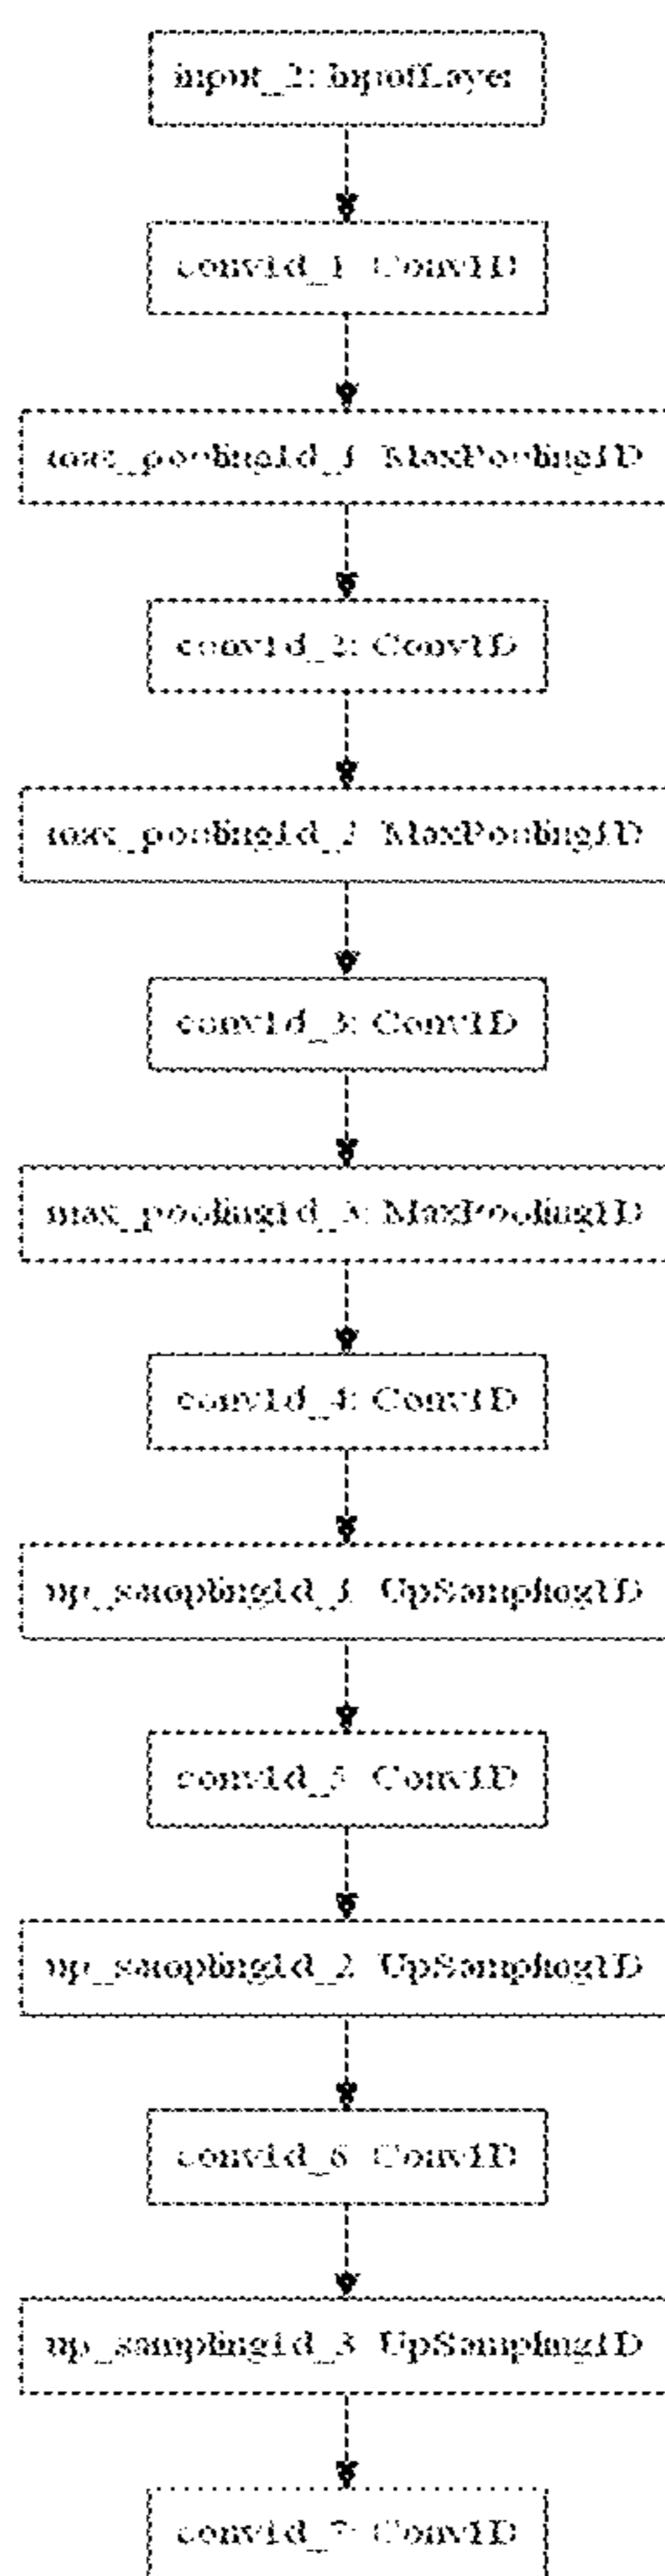 input_2: InputLayer
conv1d_1: Conv1D
max_pooling1d_1: MaxPooling1D
conv1d_2: Conv1D
max_pooling1d_2: MaxPooling1D
conv1d_3: Conv1D
max_pooling1d_3: MaxPooling1D
conv1d_4: Conv1D
up_sampling1d_1: UpSampling1D
conv1d_5: Conv1D
up_sampling1d_2: UpSampling1D
conv1d_6: Conv1D
up_sampling1d_3: UpSampling1D
conv1d_7: Conv1D